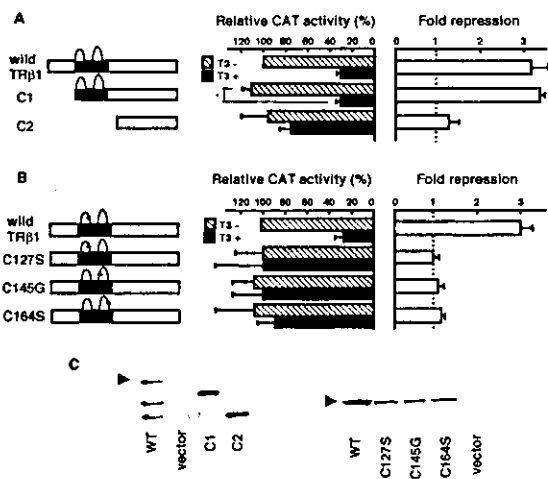 A
Relative CAT activity (%)
Fold repression
120 100 80 60 40 20 0
0 1 2 3
wild
TRβ1
C1
C2
T3 -
T3 +
B
Relative CAT activity (%)
Fold repression
120 100 80 60 40 20 0
0 1 2 3
wild
TRβ1
C127S
C145G
C164S
T3 -
T3 +
C
WT
vector
C1
C2
WT
C127S
C145G
C164S
vector